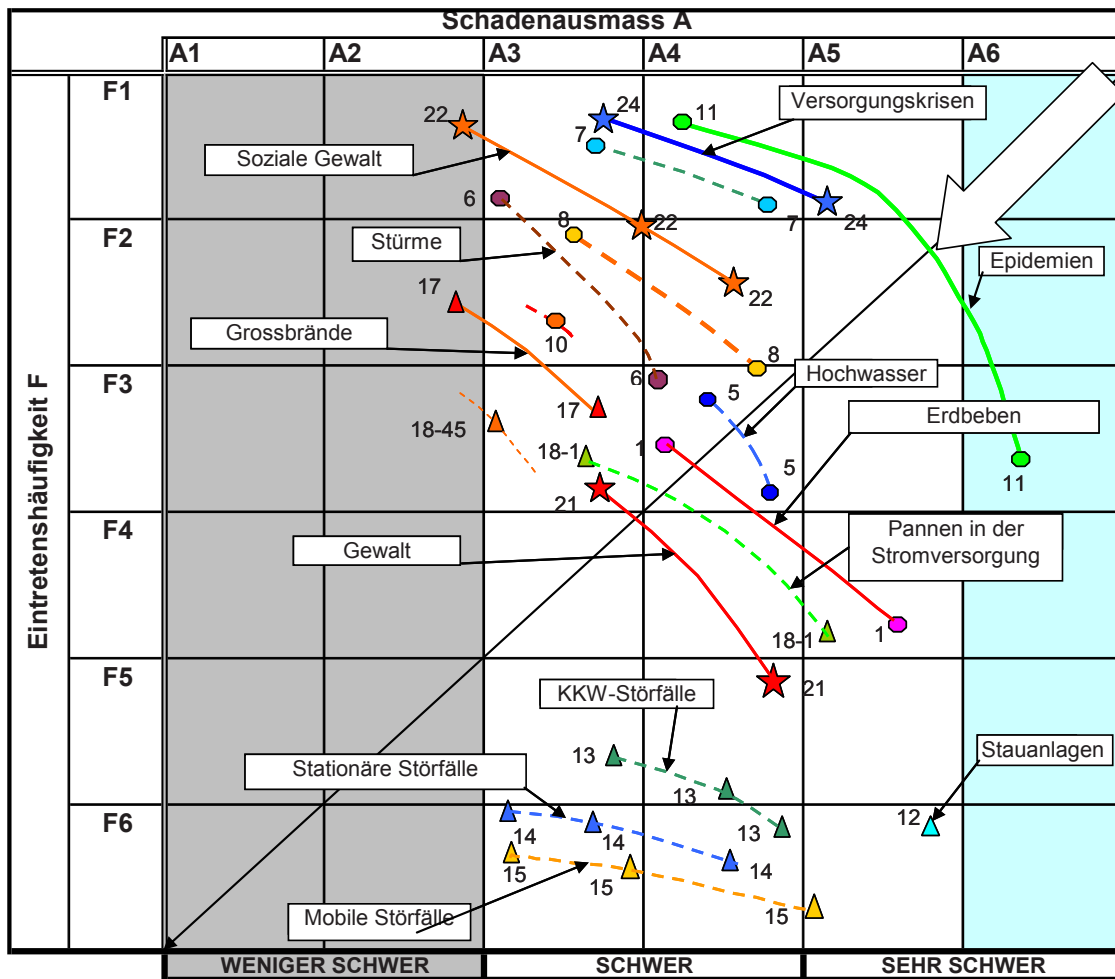 Schadenausmass A
A1 A2 A3 A4 A5 A6
Eintretenshäufigkeit F
F1
22 24 11 Versorgungskrisen
7
Soziale Gewalt
6 7 24
F2
8 22
Stürme
Epidemien
17 22
10
Grossbrände
8
F3
6 5 Hochwasser
17 Erdbeben
18-45 18-1 1
5 11
21
F4
Gewalt
Pannen in der
Stromversorgung
18-1 1
F5
21
KKW-Störfälle
13
Stationäre Störfälle Stauanlagen
13
F6
14 14 13 12
15 15 14
15
Mobile Störfälle
WENIGER SCHWER SCHWER SEHR SCHWER